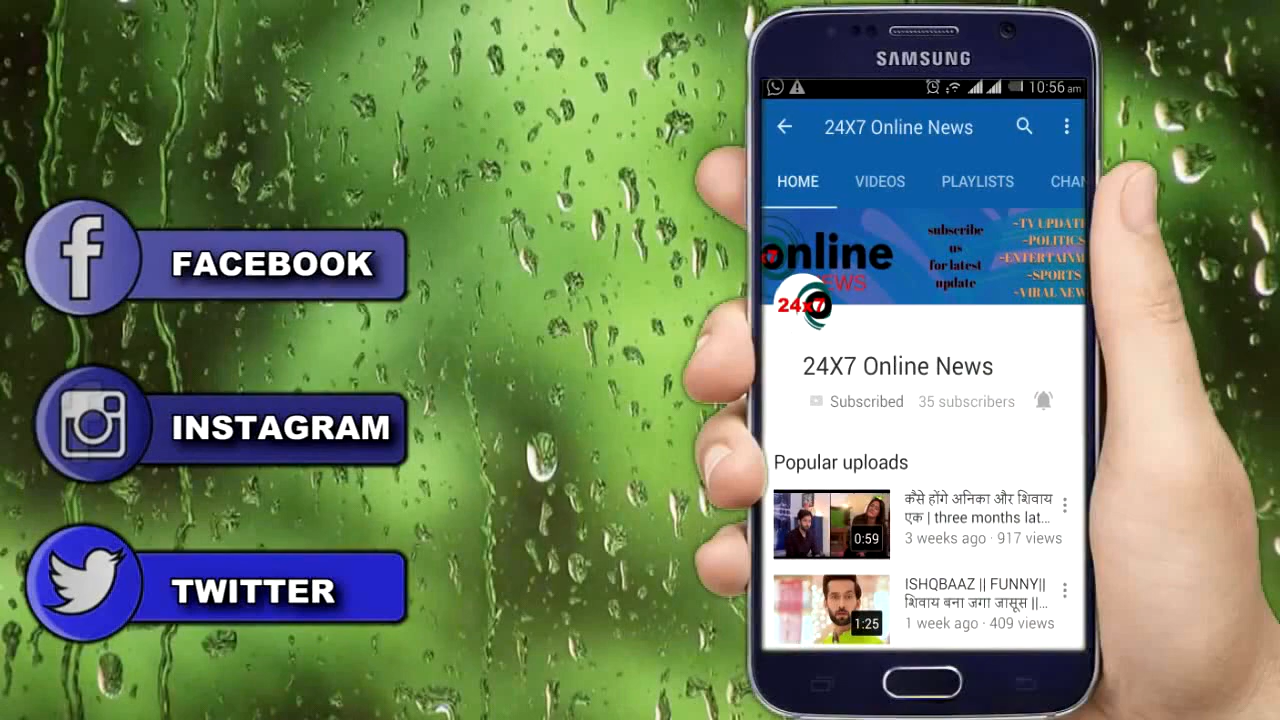 FACEBOOK
INSTAGRAM
TWITTER
SAMSUNG
10:56 am
24X7 Online News
HOME VIDEOS PLAYLISTS CHAN
online
NEWS
24x7
subscribe
us
for latest
update
~TV UPDATE
~POLITICS
~ENTERTAINM
~SPORTS
~VIRAL NEW
24X7 Online News
Subscribed 35 subscribers
Popular uploads
0:59
कैसे होंगे अनिका और शिवाय
एक | three months lat...
3 weeks ago · 917 views
1:25
ISHQBAAZ || FUNNY||
शिवाय बना जगा जासूस ||...
1 week ago · 409 views